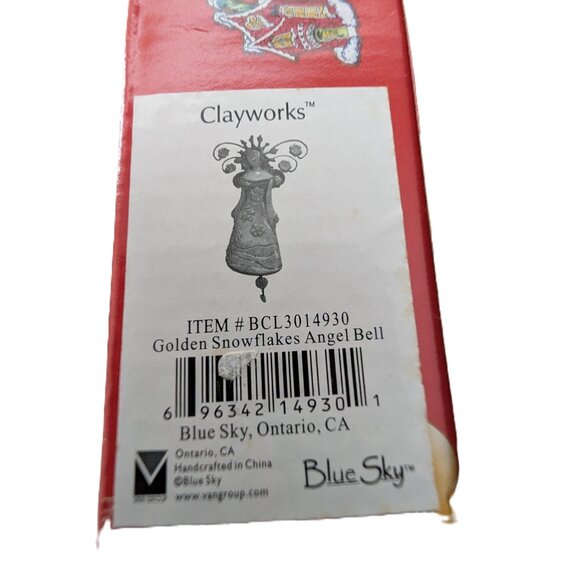 Clayworks™
ITEM # BCL3014930
Golden Snowflakes Angel Bell
6 96342 14930 1
Blue Sky, Ontario, CA
Ontario, CA
Handcrafted in China
©Blue Sky
www.vangroup.com
Blue Sky™